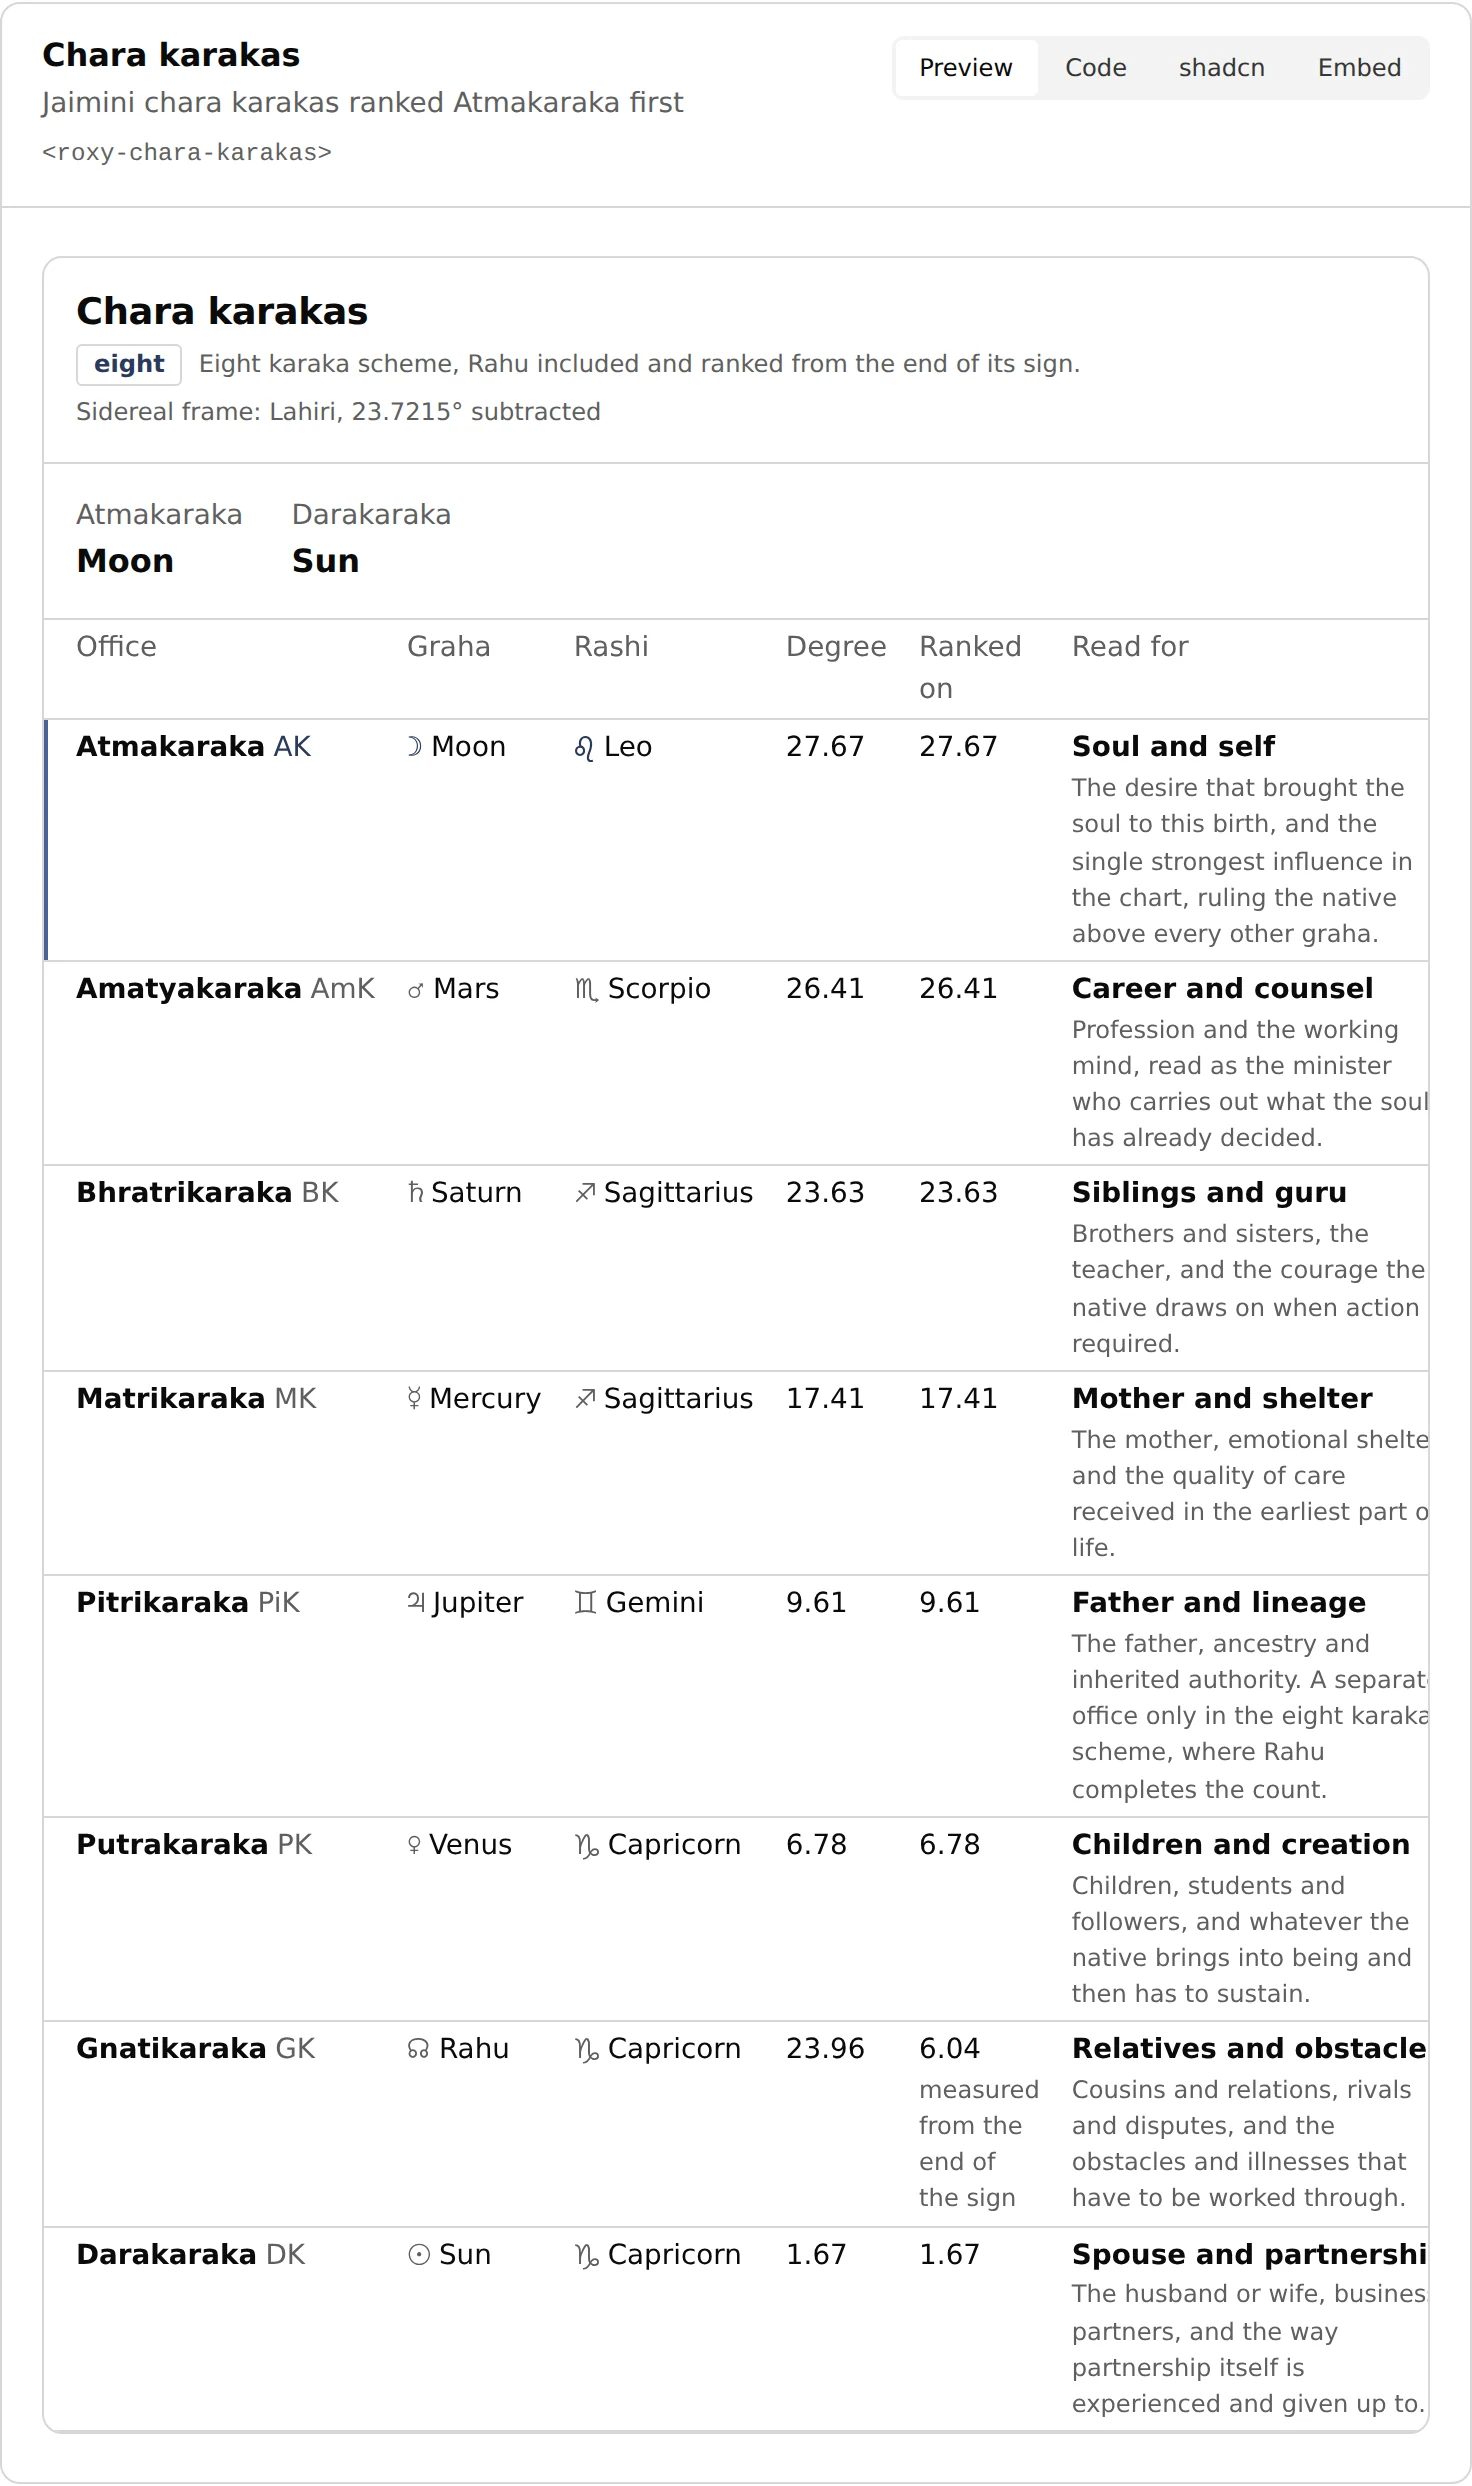 Chara karakas
Jaimini chara karakas ranked Atmakaraka first
<roxy-chara-karakas>
Preview Code shadcn Embed
Chara karakas
eight Eight karaka scheme, Rahu included and ranked from the end of its sign.
Sidereal frame: Lahiri, 23.7215° subtracted
Atmakaraka Darakaraka
Moon Sun
Office Graha Rashi Degree Ranked on Read for
Atmakaraka AK ☽ Moon ♌ Leo 27.67 27.67 Soul and self
The desire that brought the
soul to this birth, and the
single strongest influence in
the chart, ruling the native
above every other graha.
Amatyakaraka AmK ♂ Mars ♏ Scorpio 26.41 26.41 Career and counsel
Profession and the working
mind, read as the minister
who carries out what the soul
has already decided.
Bhratrikaraka BK ♄ Saturn ♐ Sagittarius 23.63 23.63 Siblings and guru
Brothers and sisters, the
teacher, and the courage the
native draws on when action
required.
Matrikaraka MK ☿ Mercury ♐ Sagittarius 17.41 17.41 Mother and shelter
The mother, emotional
and the quality of care
received in the earliest part
life.
Pitrikaraka PiK ♃ Jupiter ♊ Gemini 9.61 9.61 Father and lineage
The father, ancestry and
inherited authority. A
office only in the eight karaka
scheme, where Rahu
completes the count.
Putrakaraka PK ♀ Venus ♑ Capricorn 6.78 6.78 Children and creation
Children, students and
followers, and whatever the
native brings into being and
then has to sustain.
Gnatikaraka GK ☊ Rahu ♑ Capricorn 23.96 6.04 Relatives and
measured
from the
end of
the sign
Cousins and relations, rivals
and disputes, and the
obstacles and illnesses that
have to be worked through.
Darakaraka DK ☉ Sun ♑ Capricorn 1.67 1.67 Spouse and
The husband or wife,
partners, and the way
partnership itself is
experienced and given up to.